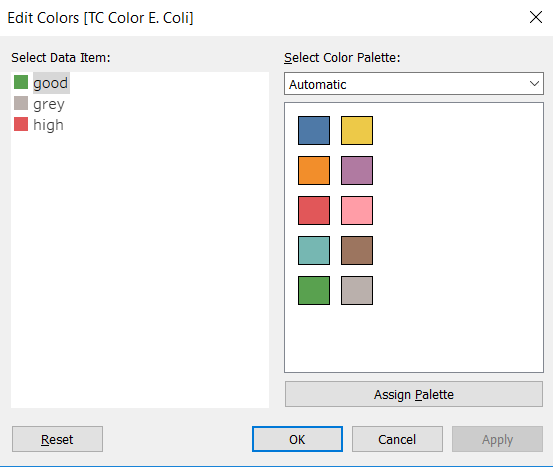 Edit Colors [TC Color E. Coli]
Select Data Item:
good
grey
high
Select Color Palette:
Automatic
Assign Palette
Reset
OK
Cancel
Apply